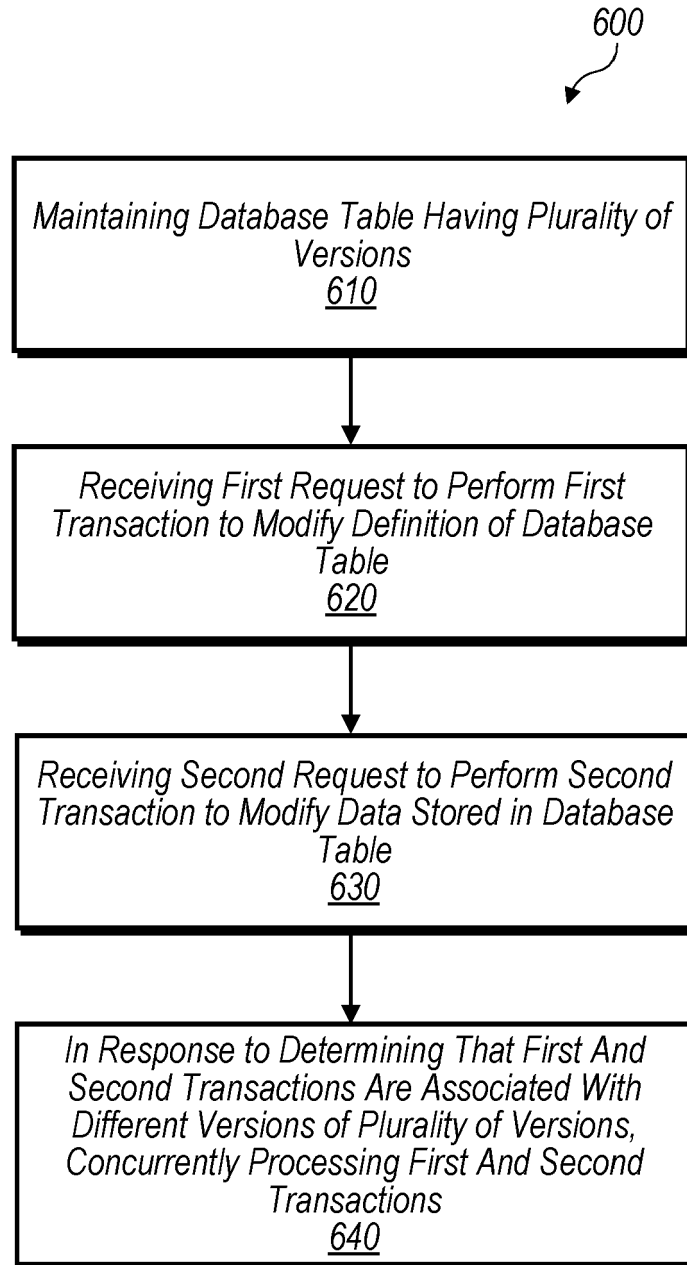 600
Maintaining Database Table Having Plurality of
Versions
610
Receiving First Request to Perform First
Transaction to Modify Definition of Database
Table
620
Receiving Second Request to Perform Second
Transaction to Modify Data Stored in Database
Table
630
In Response to Determining That First And
Second Transactions Are Associated With
Different Versions of Plurality of Versions,
Concurrently Processing First And Second
Transactions
640